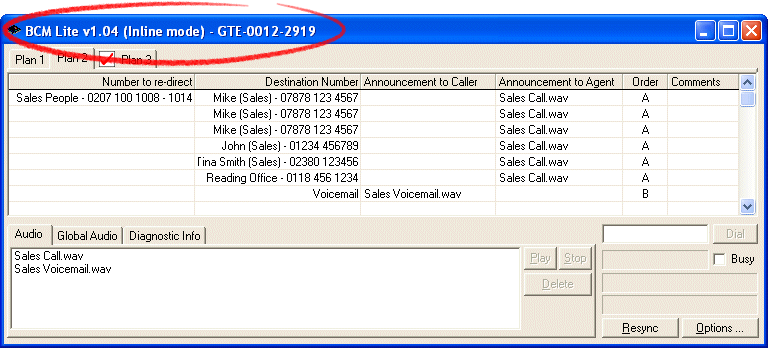 BCM Lite v1.04 (Inline mode) - GTE-0012-2919
Plan 1 Plan 2 Plan 3
Number to re-direct Destination Number Announcement to Caller Announcement to Agent Order Comments
Sales People - 0207 100 1008 - 1014 Mike (Sales) - 07878 123 4567 Sales Call.wav A
Mike (Sales) - 07878 123 4567 Sales Call.wav A
Mike (Sales) - 07878 123 4567 Sales Call.wav A
John (Sales) - 01234 456789 Sales Call.wav A
Tina Smith (Sales) - 02380 123456 Sales Call.wav A
Reading Office - 0118 456 1234 Sales Call.wav A
Voicemail Sales Voicemail.wav B
Audio Global Audio Diagnostic Info
Dial
Sales Call.wav
Sales Voicemail.wav
Play Stop
Busy
Delete
Resync Options ...